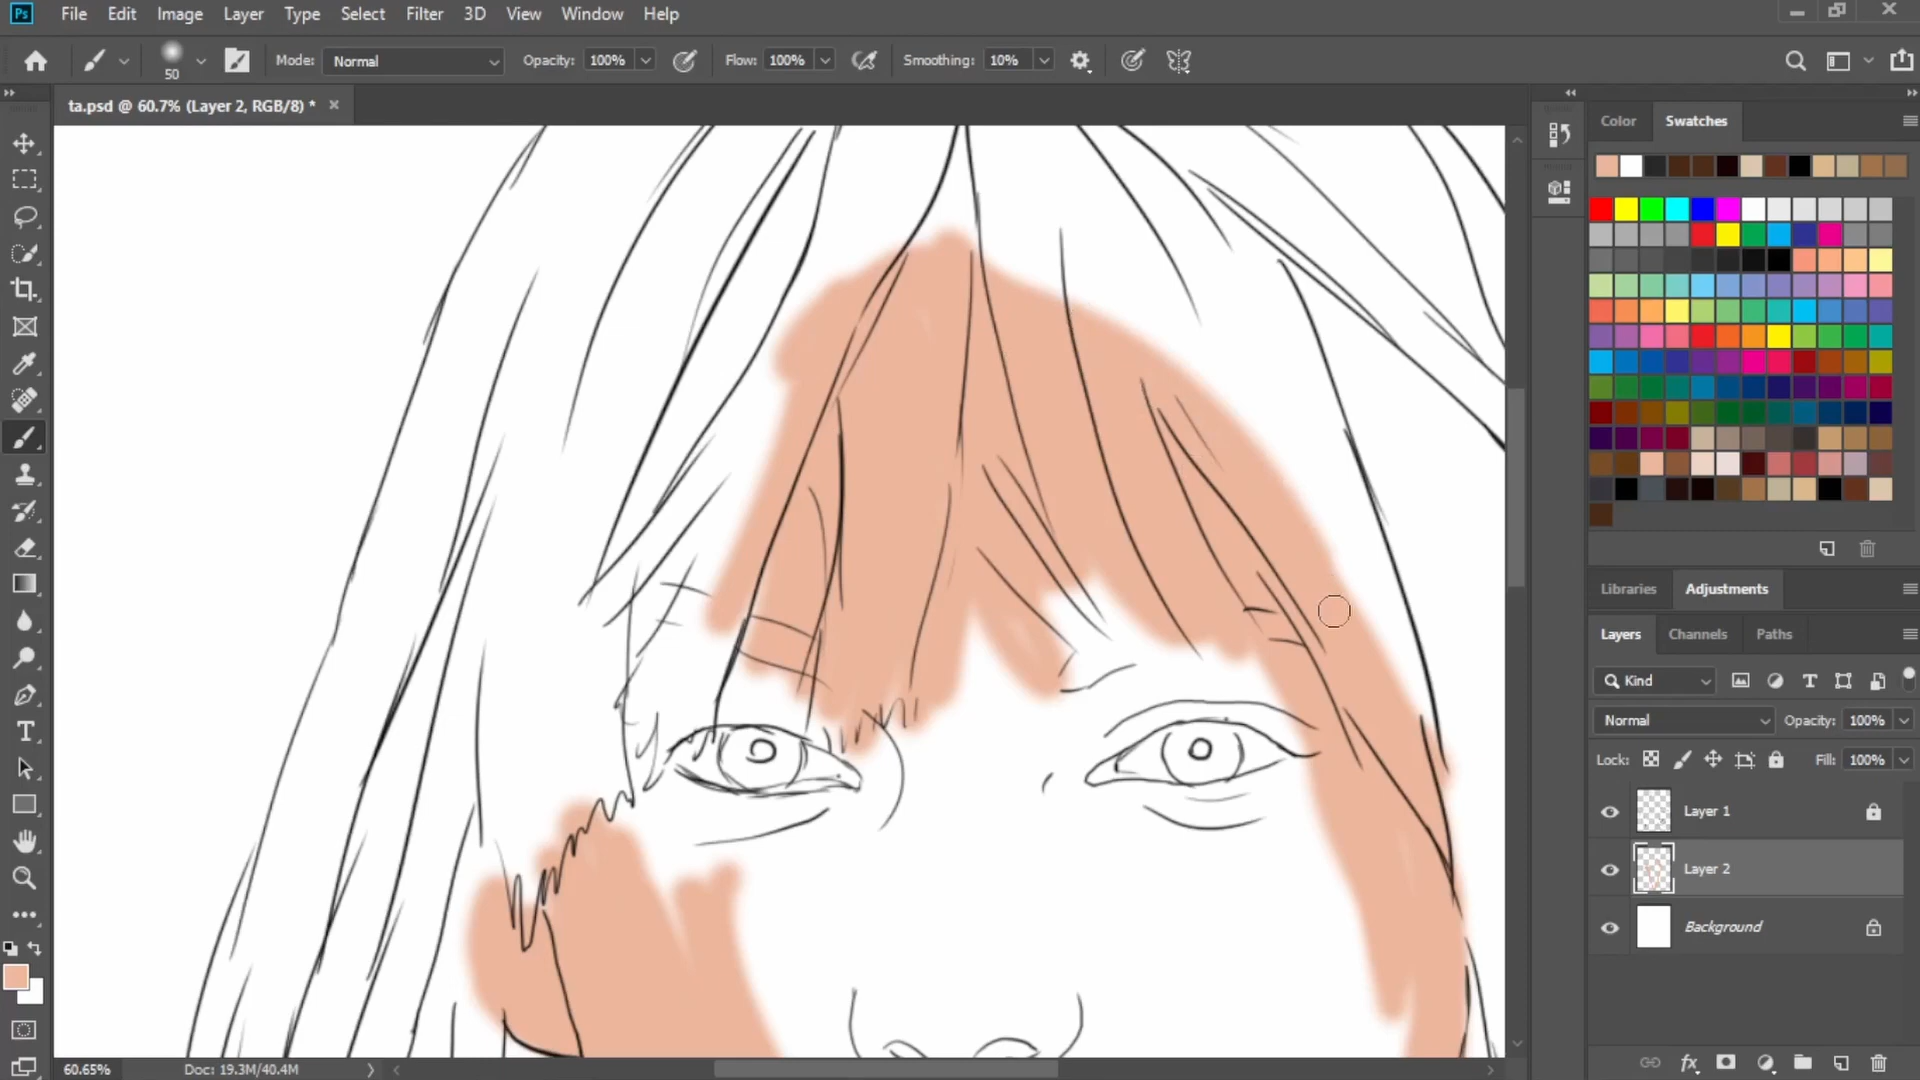 Ps File Edit Image Layer Type Select Filter 3D View Window Help
50 Mode: Normal Opacity: 100% Flow: 100% Smoothing: 10%
ta.psd @ 60.7% (Layer 2, RGB/8) *
Color Swatches
Libraries Adjustments
Layers Channels Paths
Kind
Normal Opacity: 100%
Lock: Fill: 100%
Layer 1
Layer 2
Background
60.65% Doc: 19.3M/40.4M